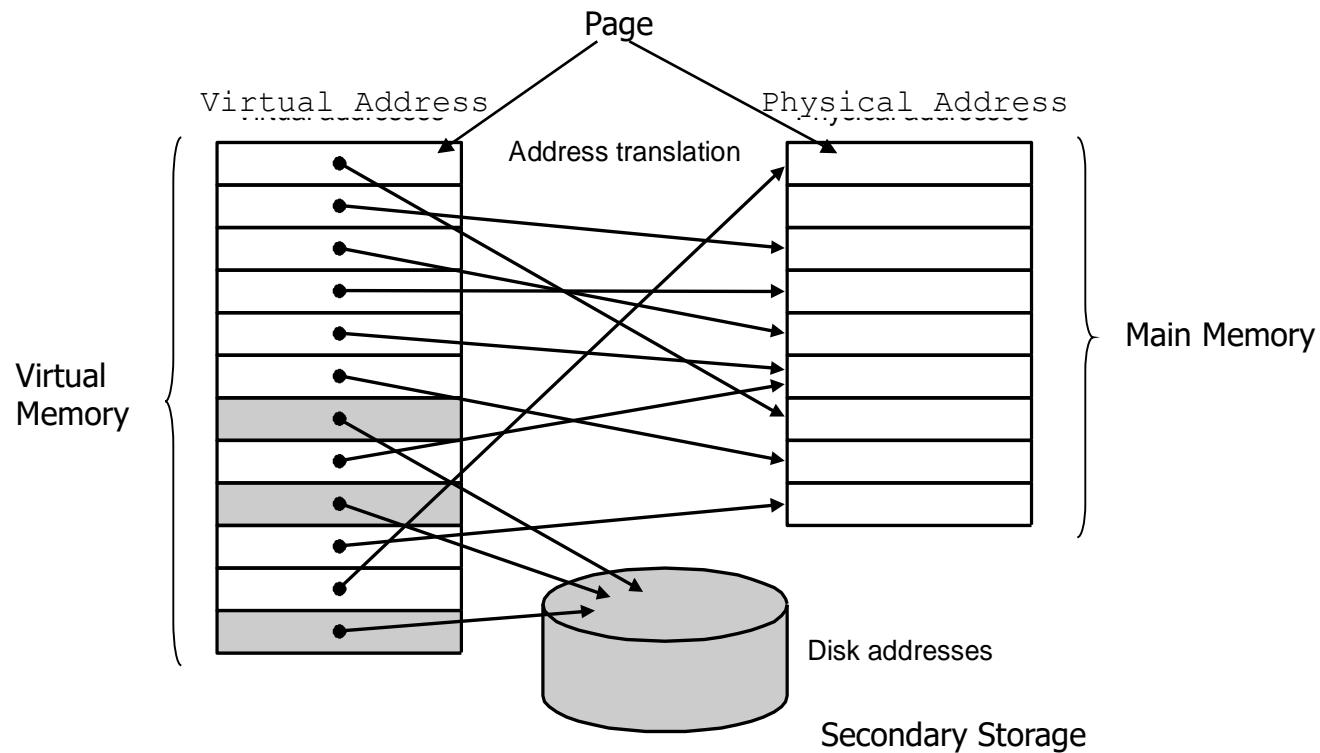 Page
Virtual Address
Physical Address
Address translation
Main Memory
Virtual
Memory
Disk addresses
Secondary Storage